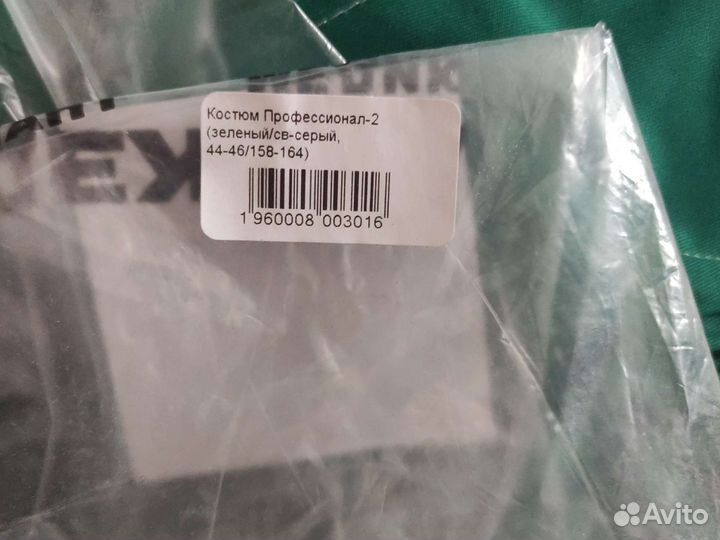 Костюм Профессионал-2
(зеленый/св-серый,
44-46/158-164)
1 960008 003016
Avito